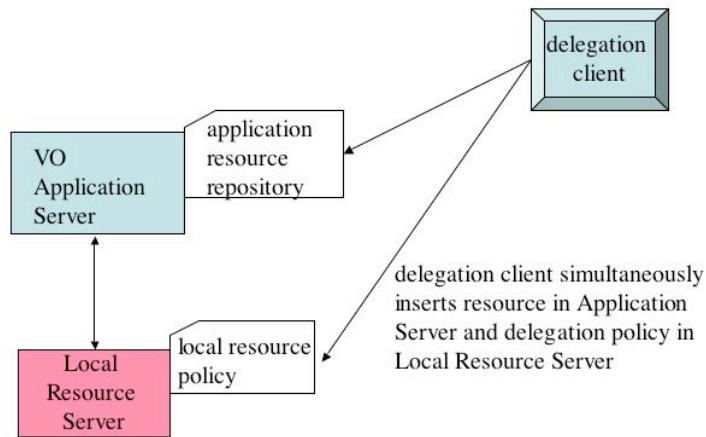 delegation
client
application
resource
repository
VO
Application
Server
delegation client simultaneously
inserts resource in Application
Server and delegation policy in
Local Resource Server
local resource
policy
Local
Resource
Server